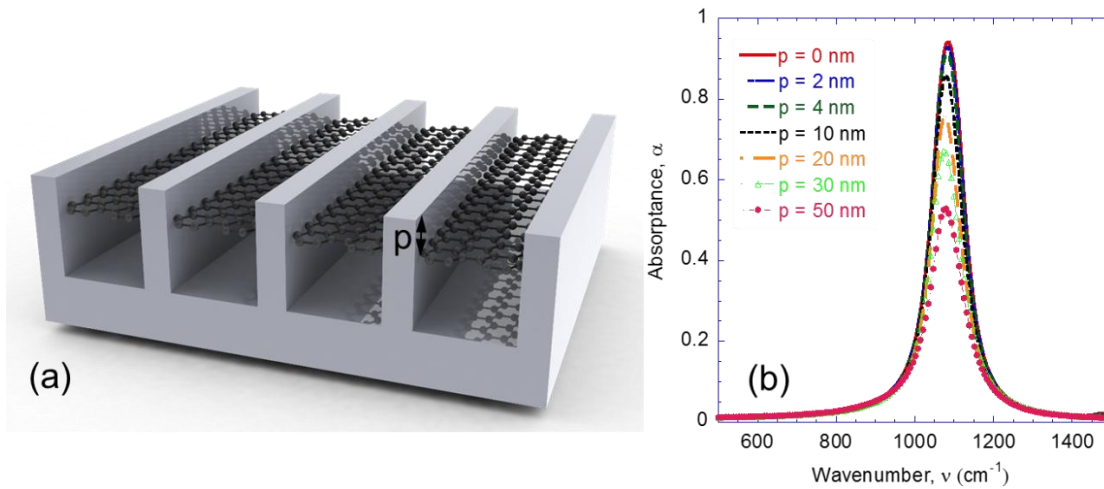 p
(a)
1
0.8
0.6
0.4
0.2
0
Absorptance, α
p = 0 nm
p = 2 nm
p = 4 nm
p = 10 nm
p = 20 nm
p = 30 nm
p = 50 nm
(b)
600 800 1000 1200 1400
Wavenumber, ν (cm⁻¹)